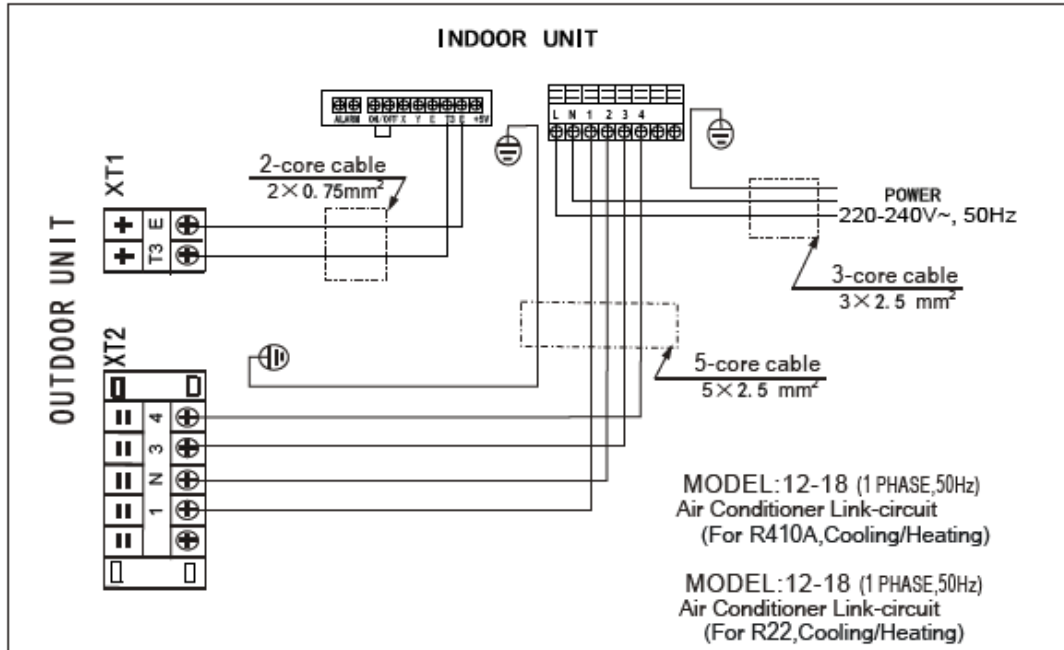 INDOOR UNIT
ALARM ON/OFF X Y E T3 E +5V
L N 1 2 3 4
2-core cable
2×0.75mm²
XT1
E
T3
POWER
220-240V~, 50Hz
3-core cable
3×2.5 mm²
OUTDOOR UNIT
XT2
5-core cable
5×2.5 mm²
4
3
N
1
MODEL:12-18 (1 PHASE,50Hz)
Air Conditioner Link-circuit
(For R410A,Cooling/Heating)
MODEL:12-18 (1 PHASE,50Hz)
Air Conditioner Link-circuit
(For R22,Cooling/Heating)